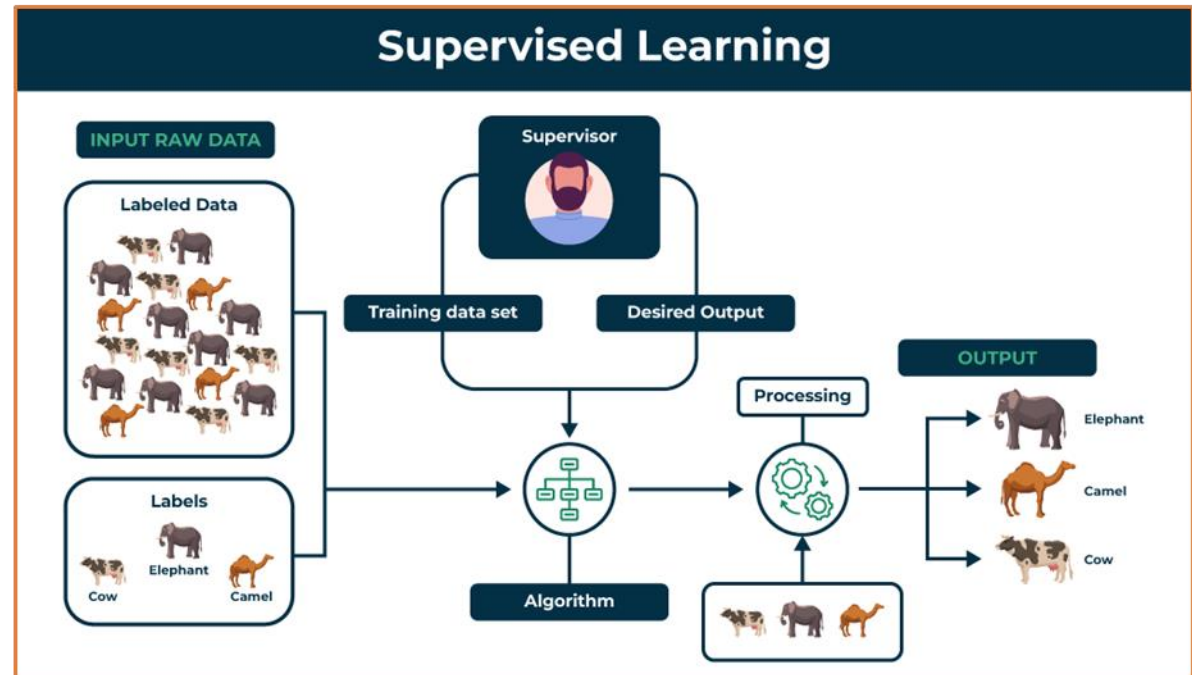 Supervised Learning
INPUT RAW DATA
Labeled Data
Labels
Cow
Elephant
Camel
Supervisor
Training data set
Desired Output
Algorithm
Processing
OUTPUT
Elephant
Camel
Cow